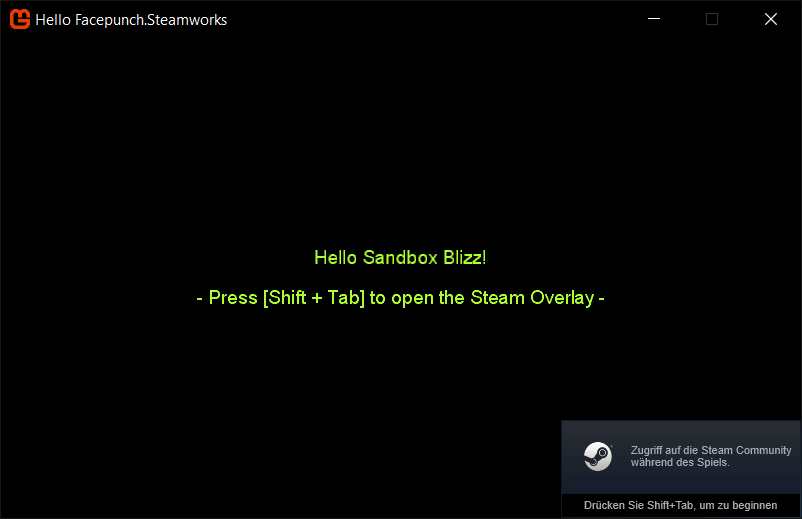 Hello Facepunch.Steamworks
Hello Sandbox Blizz!
- Press [Shift + Tab] to open the Steam Overlay -
Zugriff auf die Steam Community
während des Spiels.
Drücken Sie Shift+Tab, um zu beginnen